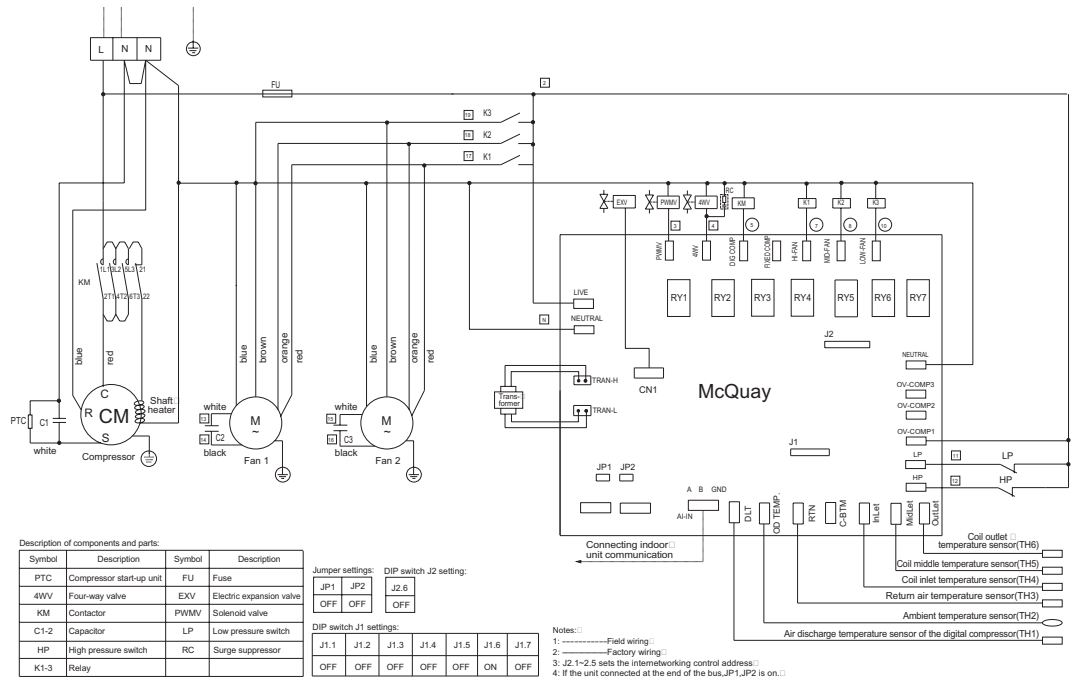 L N N
FU
2
19 K3
18 K2
17 K1
EXV
PWMV
4WV
RC
KM
K1
K2
K3
3
4
5
7
8
10
PWMV
4WV
DIG COMP
FIXED COMP
HI-FAN
MID-FAN
LOW-FAN
RY1 RY2 RY3 RY4 RY5 RY6 RY7
LIVE
N NEUTRAL
J2
NEUTRAL
KM
1L1 3L2 5L3 21
2T1 4T2 6T3 22
blue
red
blue
brown
orange
red
blue
brown
orange
red
TRAN-H
Trans-
former
TRAN-L
CN1
McQuay
OV-COMP3
OV-COMP2
OV-COMP1
J1
11 LP
LP
12 HP
HP
PTC C1
C
R CM
S
Shaft
heater
white
Compressor
white
13
14 C2
black
M
~
Fan 1
white
15
16 C3
black
M
~
Fan 2
JP1 JP2
A B GND
AI-IN
DLT
OD TEMP.
RTN
C-BTM
InLet
MidLet
OutLet
Connecting indoor
unit communication
Coil outlet
temperature sensor(TH6)
Coil middle temperature sensor(TH5)
Coil inlet temperature sensor(TH4)
Return air temperature sensor(TH3)
Ambient temperature sensor(TH2)
Air discharge temperature sensor of the digital compressor(TH1)
Description of components and parts:
Symbol Description Symbol Description
PTC Compressor start-up unit FU Fuse
4WV Four-way valve EXV Electric expansion valve
KM Contactor PWMV Solenoid valve
C1-2 Capacitor LP Low pressure switch
HP High pressure switch RC Surge suppressor
K1-3 Relay
Jumper settings:
JP1 JP2
OFF OFF
DIP switch J2 setting:
J2.6
OFF
DIP switch J1 settings:
J1.1 J1.2 J1.3 J1.4 J1.5 J1.6 J1.7
OFF OFF OFF OFF OFF ON OFF
Notes:
1: -----------Field wiring
2: ———Factory wiring
3: J2.1~2.5 sets the internetworking control address
4: If the unit connected at the end of the bus,JP1,JP2 is on.